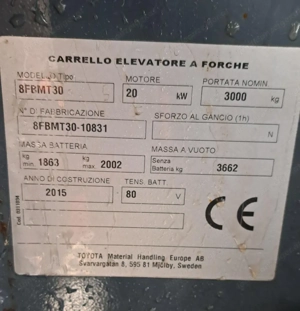 CARRELLO ELEVATORE A FORCHE
MODELLO/Tipo MOTORE PORTATA NOMIN.
8FBMT30 20 kW 3000 kg
N° DI FABBRICAZIONE SFORZO AL GANCIO (1h)
8FBMT30-10831 N
MASSA BATTERIA MASSA A VUOTO
kg min. 1863 kg max. 2002 Senza Batteria kg 3662
ANNO DI COSTRUZIONE TENS. BATT.
2015 80 V
CE
TOYOTA Material Handling Europe AB
Svarvargatan 8, 595 81 Mjölby, Sweden